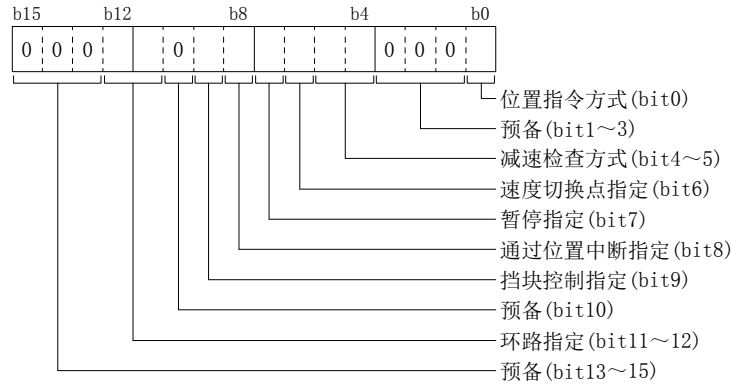 b15 b12 b8 b4 b0
0 0 0 0 0 0 0
位置指令方式(bit0)
预备(bit1～3)
减速检查方式(bit4～5)
速度切换点指定(bit6)
暂停指定(bit7)
通过位置中断指定(bit8)
挡块控制指定(bit9)
预备(bit10)
环路指定(bit11～12)
预备(bit13～15)